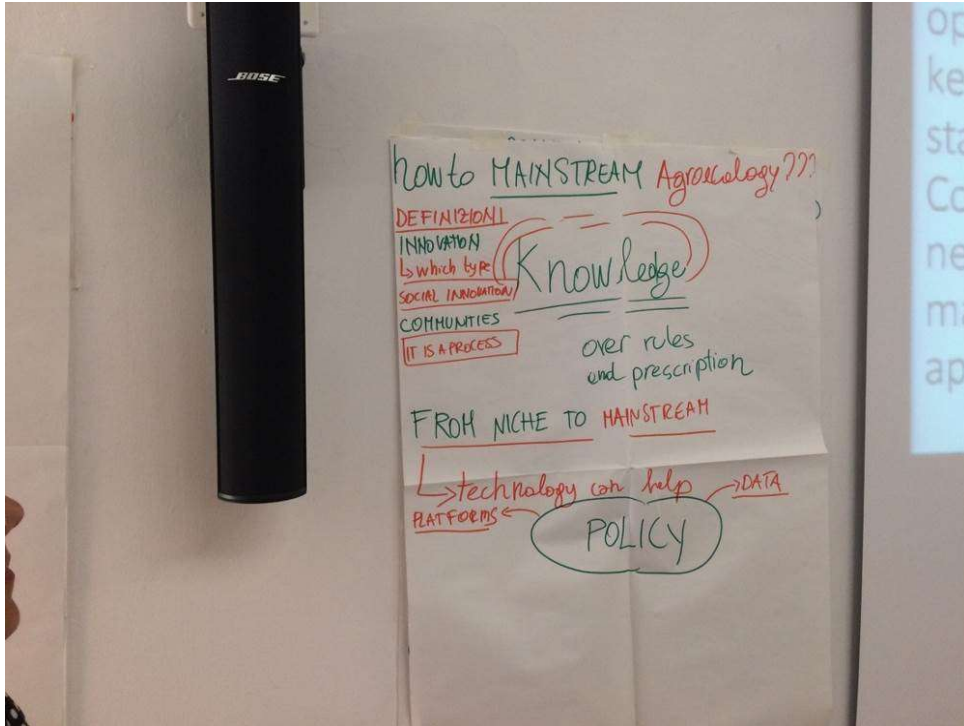 BOSE
how to MAINSTREAM Agroecology???
DEFINIZIONI
INNOVATION
↳ which type
SOCIAL INNOVATION
COMMUNITIES
IT IS A PROCESS
Knowledge
over rules
and prescription
FROM NICHE TO MAINSTREAM
↳ technology can help
PLATFORMS
DATA
POLICY
op
ke
sta
Co
ne
ma
ap